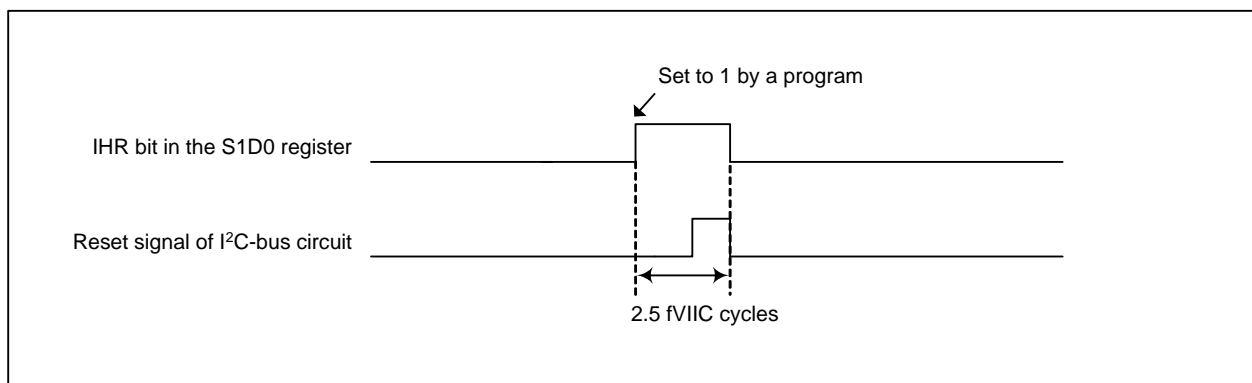 Set to 1 by a program
IHR bit in the S1D0 register
Reset signal of I²C-bus circuit
2.5 fVIIC cycles